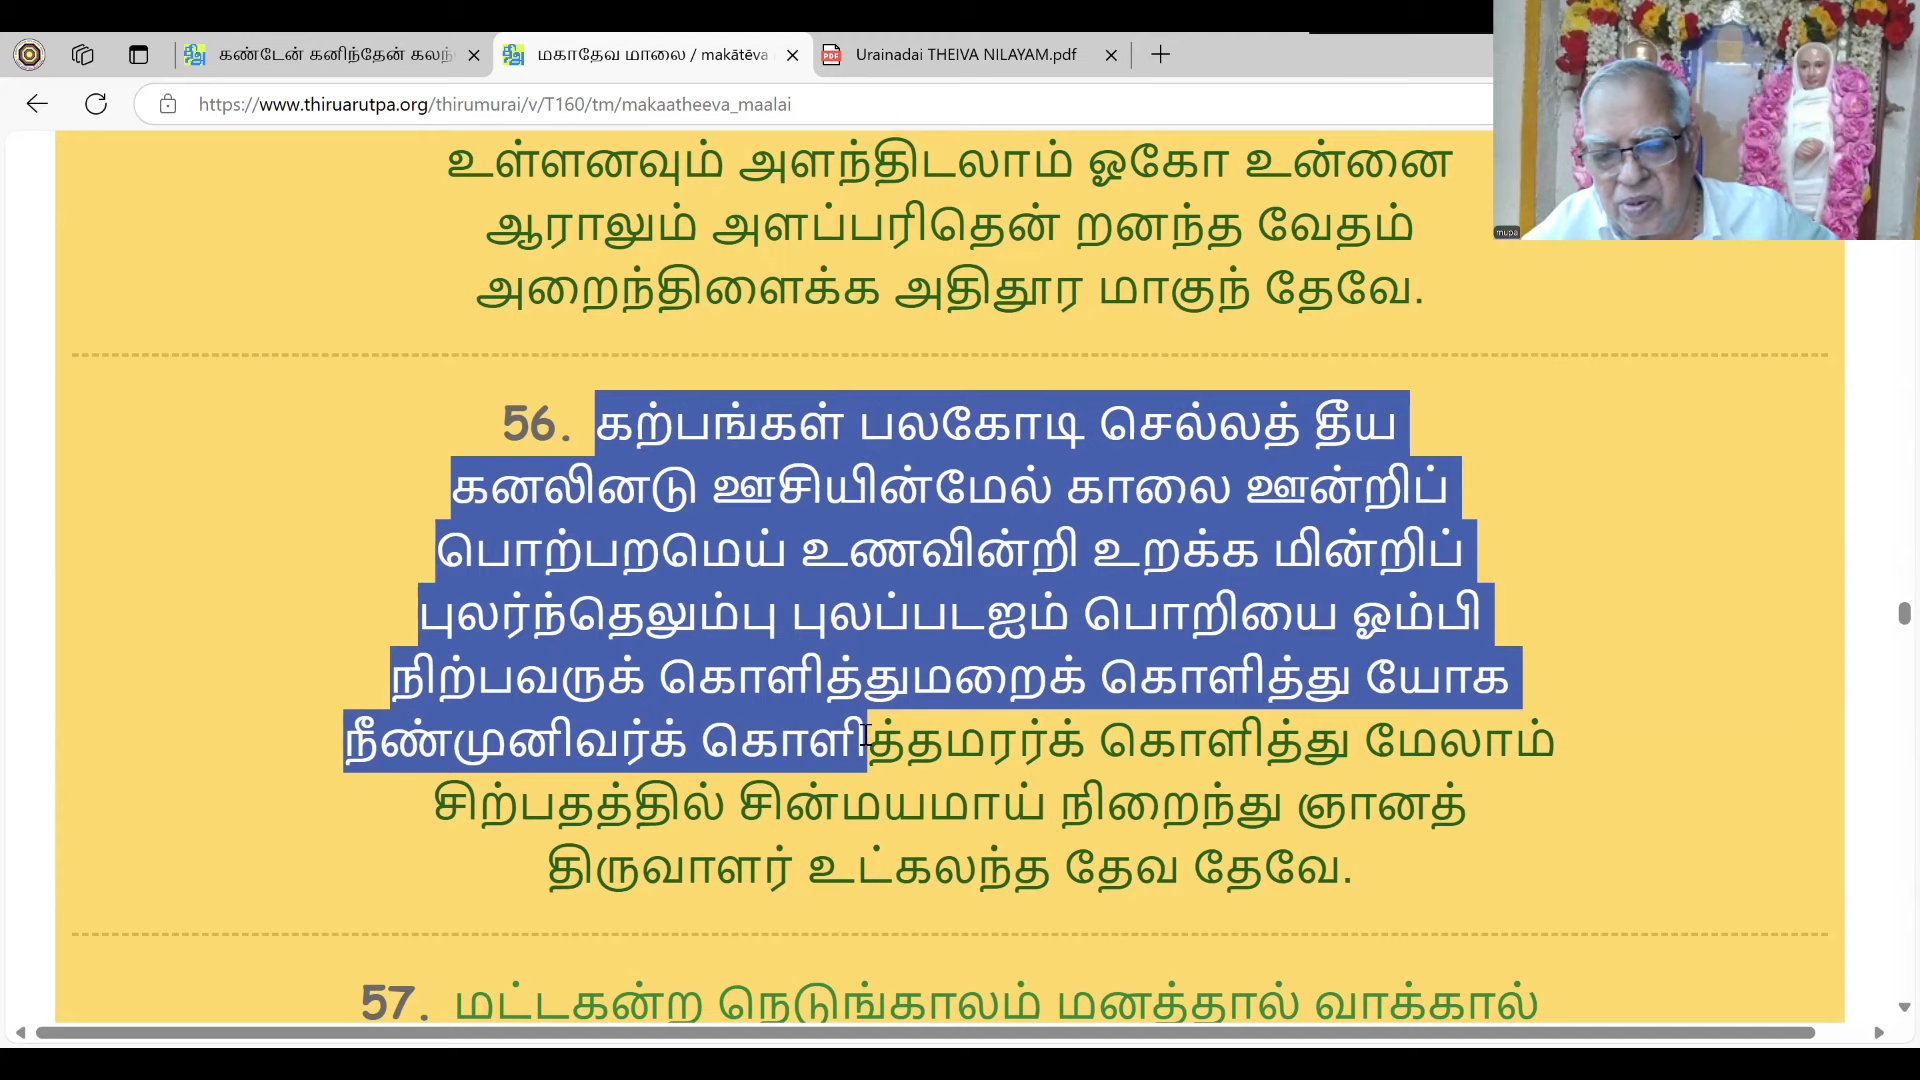 கண்டேன் கனிந்தேன் கலந்
மகாதேவ மாலை / makātēva
Urainadai THEIVA NILAYAM.pdf
https://www.thiruarutpa.org/thirumurai/v/T160/tm/makaatheeva_maalai
உள்ளனவும் அளந்திடலாம் ஓகோ உன்னை
ஆராலும் அளப்பரிதென் றனந்த வேதம்
அறைந்திளைக்க அதிதூர மாகுந் தேவே.
56. கற்பங்கள் பலகோடி செல்லத் தீய
கனலினடு ஊசியின்மேல் காலை ஊன்றிப்
பொற்பறமெய் உணவின்றி உறக்க மின்றிப்
புலர்ந்தெலும்பு புலப்படஐம் பொறியை ஓம்பி
நிற்பவருக் கொளித்துமறைக் கொளித்து யோக
நீண்முனிவர்க் கொளித்தமரர்க் கொளித்து மேலாம்
சிற்பதத்தில் சின்மயமாய் நிறைந்து ஞானத்
திருவாளர் உட்கலந்த தேவ தேவே.
57. மட்டகன்ற நெடுங்காலம் மனத்தால் வாக்கால்
mupa